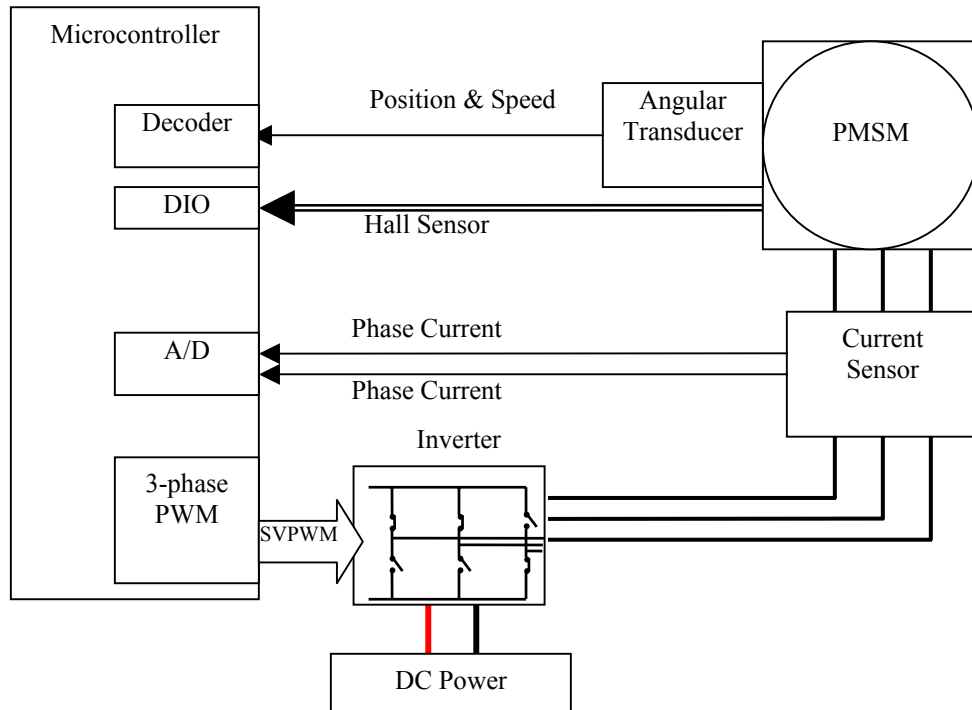 Microcontroller
Position & Speed
Angular
Transducer
PMSM
Decoder
DIO
Hall Sensor
Phase Current
A/D
Phase Current
Current
Sensor
Inverter
3-phase
PWM
SVPWM
DC Power